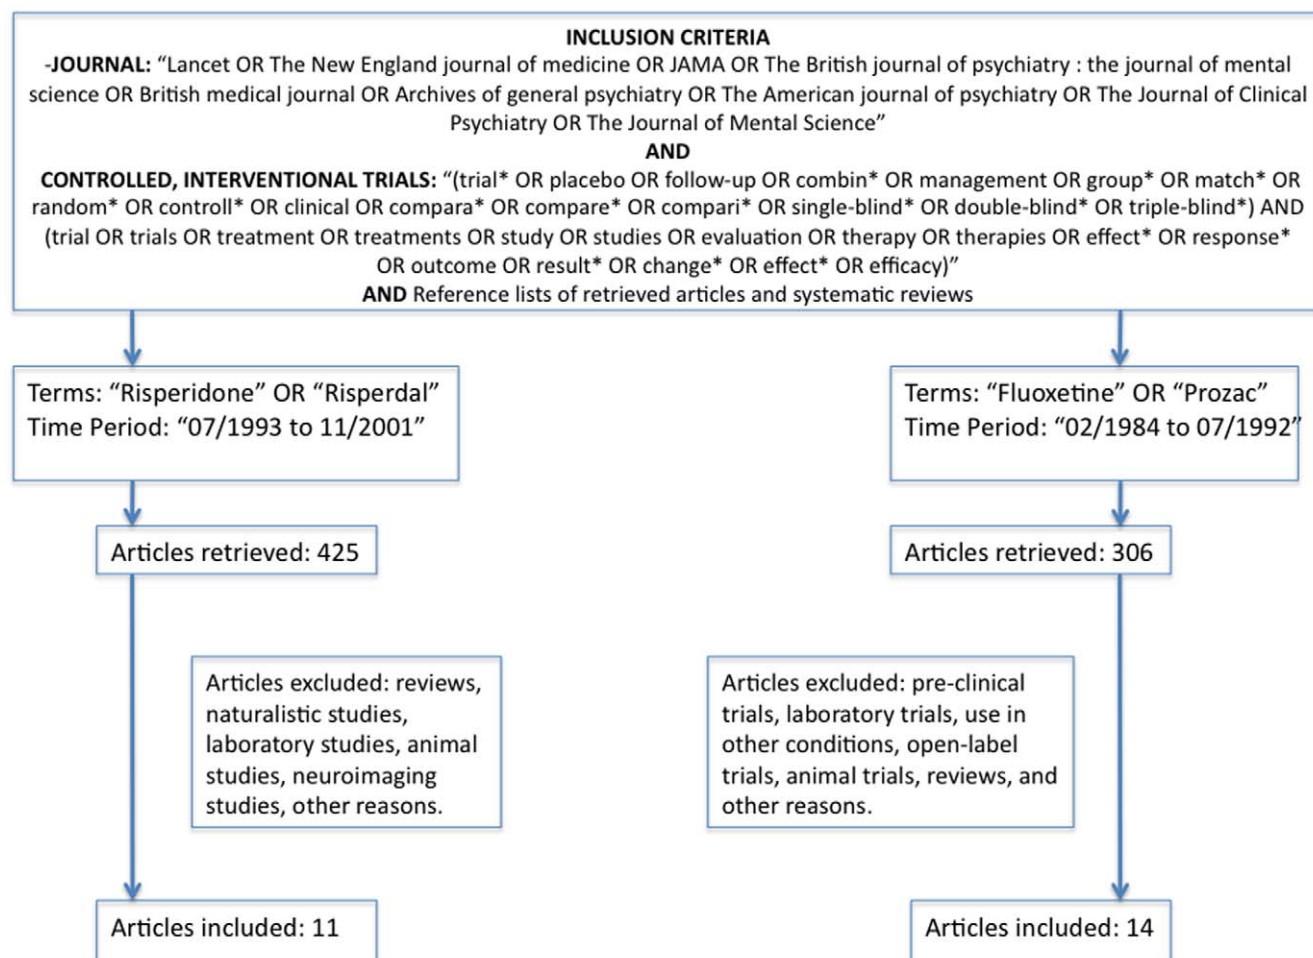 INCLUSION CRITERIA
-JOURNAL: “Lancet OR The New England journal of medicine OR JAMA OR The British journal of psychiatry : the journal of mental
science OR British medical journal OR Archives of general psychiatry OR The American journal of psychiatry OR The Journal of Clinical
Psychiatry OR The Journal of Mental Science”
AND
CONTROLLED, INTERVENTIONAL TRIALS: “(trial* OR placebo OR follow-up OR combin* OR management OR group* OR match* OR
random* OR controll* OR clinical OR compara* OR compare* OR compari* OR single-blind* OR double-blind* OR triple-blind*) AND
(trial OR trials OR treatment OR treatments OR study OR studies OR evaluation OR therapy OR therapies OR effect* OR response*
OR outcome OR result* OR change* OR effect* OR efficacy)”
AND Reference lists of retrieved articles and systematic reviews
Terms: “Risperidone” OR “Risperdal”
Time Period: “07/1993 to 11/2001”
Articles retrieved: 425
Articles excluded: reviews,
naturalistic studies,
laboratory studies, animal
studies, neuroimaging
studies, other reasons.
Articles included: 11
Terms: “Fluoxetine” OR “Prozac”
Time Period: “02/1984 to 07/1992”
Articles retrieved: 306
Articles excluded: pre-clinical
trials, laboratory trials, use in
other conditions, open-label
trials, animal trials, reviews, and
other reasons.
Articles included: 14